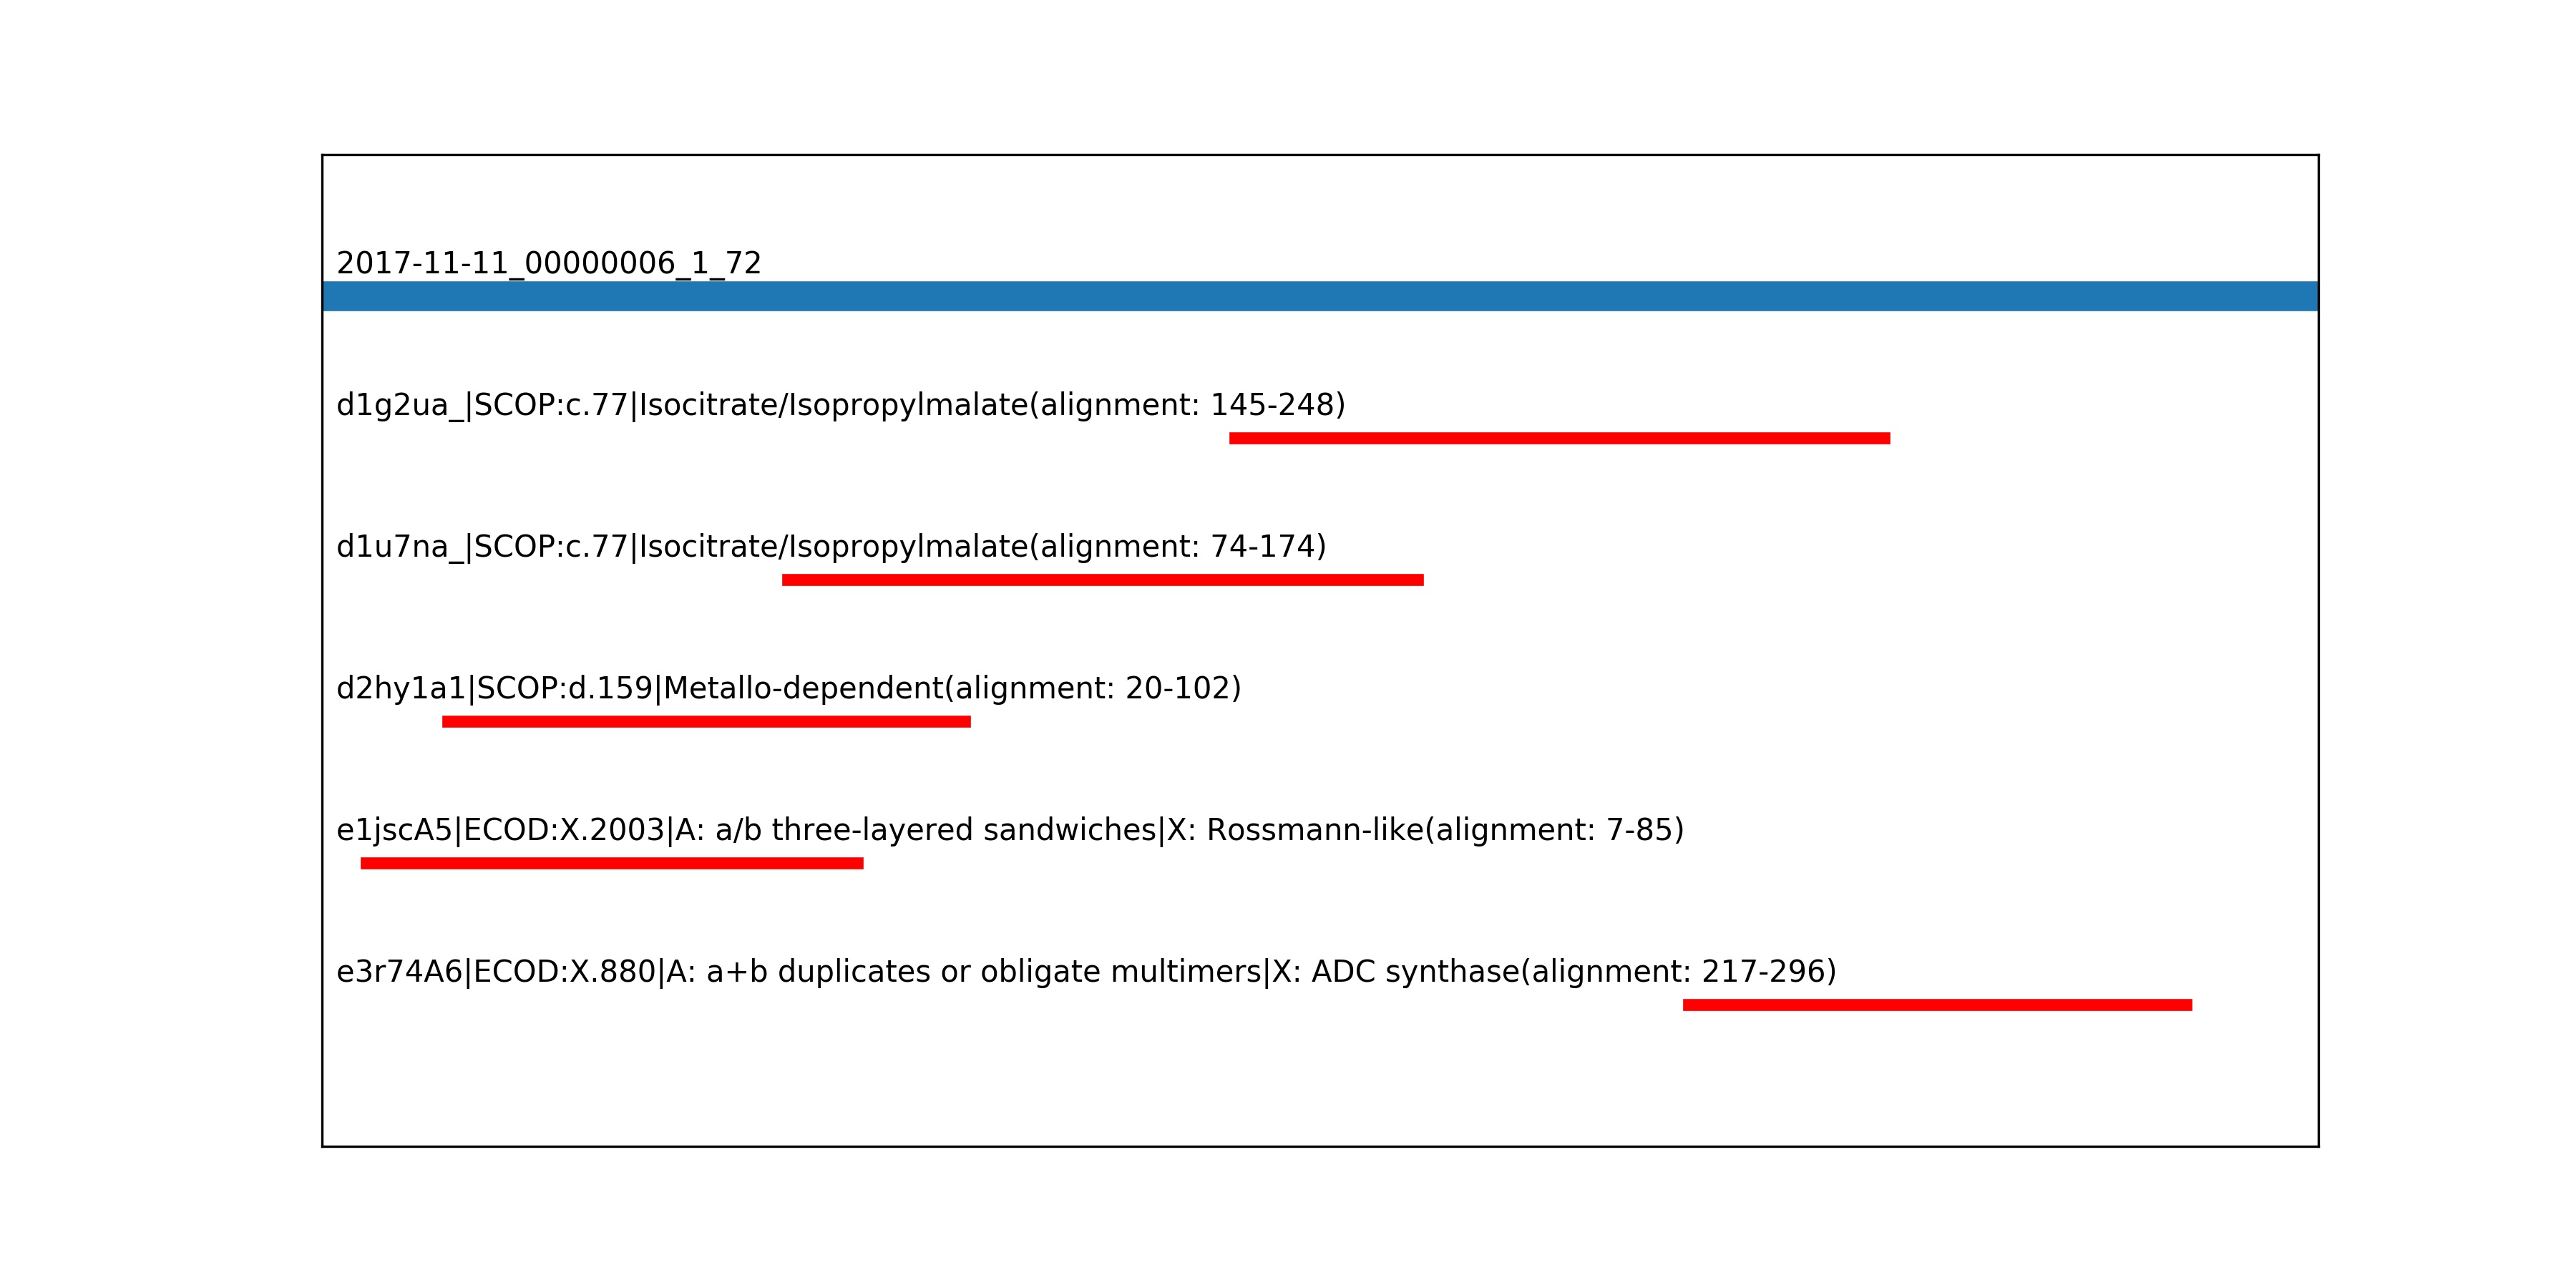 2017-11-11_00000006_1_72
d1g2ua_|SCOP:c.77|Isocitrate/Isopropylmalate(alignment: 145-248)
d1u7na_|SCOP:c.77|Isocitrate/Isopropylmalate(alignment: 74-174)
d2hy1a1|SCOP:d.159|Metallo-dependent(alignment: 20-102)
e1jscA5|ECOD:X.2003|A: a/b three-layered sandwiches|X: Rossmann-like(alignment: 7-85)
e3r74A6|ECOD:X.880|A: a+b duplicates or obligate multimers|X: ADC synthase(alignment: 217-296)